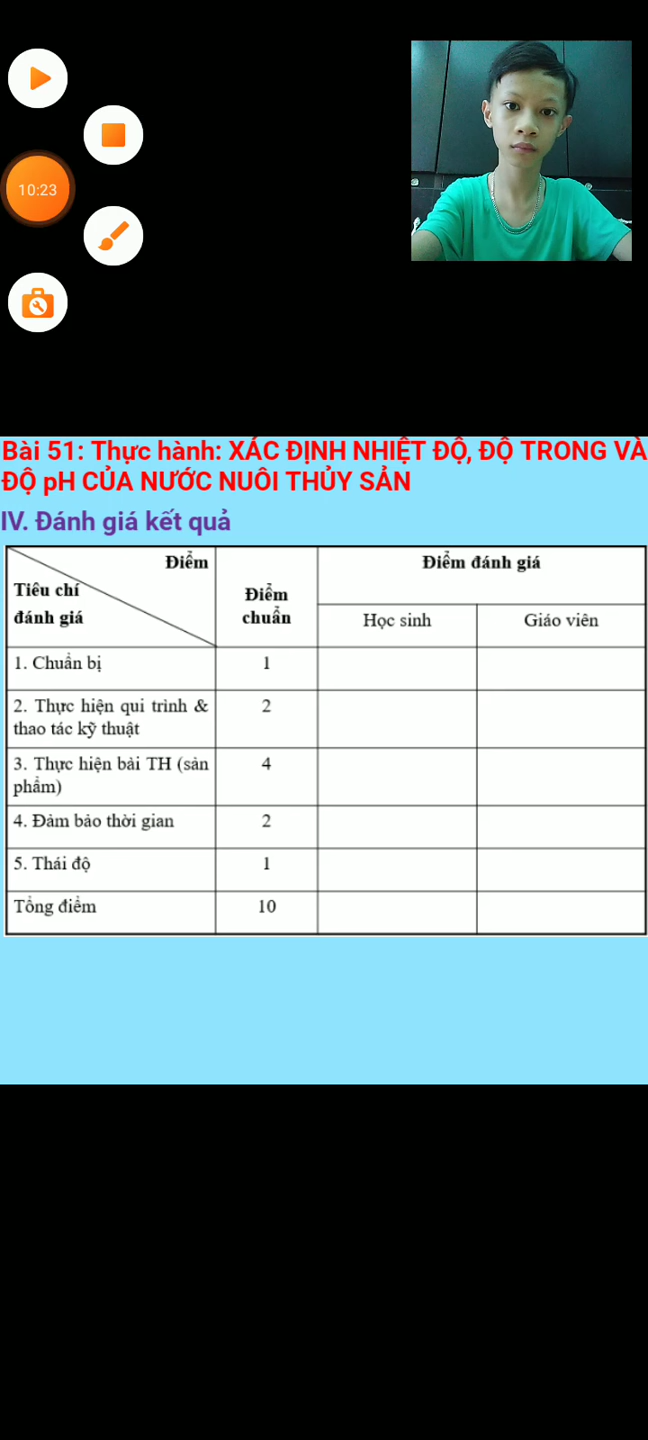 10:23
Bài 51: Thực hành: XÁC ĐỊNH NHIỆT ĐỘ, ĐỘ TRONG VÀ
ĐỘ pH CỦA NƯỚC NUÔI THỦY SẢN
IV. Đánh giá kết quả
Điểm
Tiêu chí
đánh giá
Điểm
chuẩn
Điểm đánh giá
Học sinh
Giáo viên
1. Chuẩn bị
1
2. Thực hiện qui trình &
thao tác kỹ thuật
2
3. Thực hiện bài TH (sản
phẩm)
4
4. Đảm bảo thời gian
2
5. Thái độ
1
Tổng điểm
10